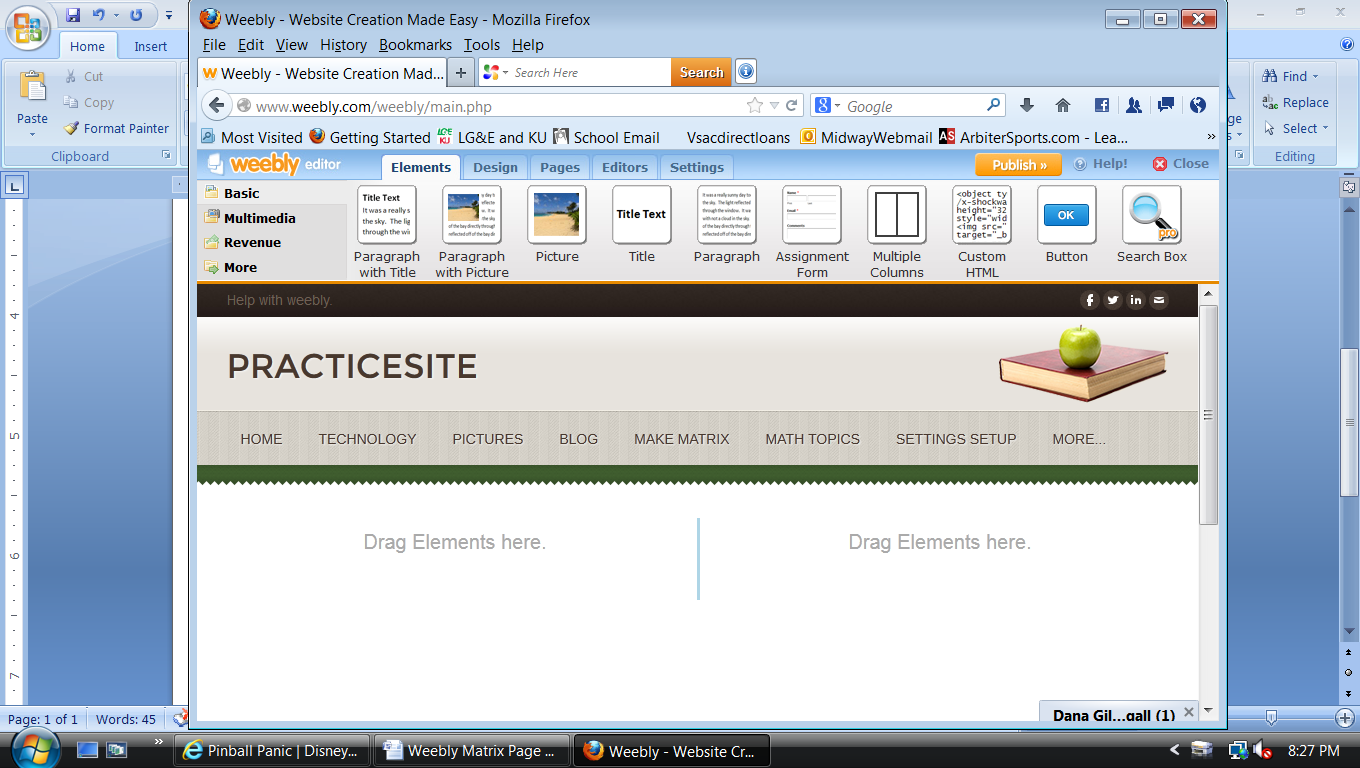 Weebly - Website Creation Made Easy - Mozilla Firefox
Home Insert
File Edit View History Bookmarks Tools Help
Weebly - Website Creation Mad... Search Here Search
Cut
Copy
Paste
Format Painter
Clipboard
Find
Replace
Select
Editing
www.weebly.com/weebly/main.php Google
Most Visited Getting Started LG&E and KU School Email Vsacdirectloans MidwayWebmail ArbiterSports.com - Lea... »
weebly editor Elements Design Pages Editors Settings Publish » Help! Close
Basic
Multimedia
Revenue
More
Title Text
Title Text
OK
pro
Paragraph with Title
Paragraph with Picture
Picture
Title
Paragraph
Assignment Form
Multiple Columns
Custom HTML
Button
Search Box
Help with weebly.
PRACTICESITE
HOME TECHNOLOGY PICTURES BLOG MAKE MATRIX MATH TOPICS SETTINGS SETUP MORE...
Drag Elements here. Drag Elements here.
4
5
6
7
Dana Gil...gall (1)
Page: 1 of 1 Words: 45
Pinball Panic | Disney... Weebly Matrix Page ... Weebly - Website Cr... 8:27 PM